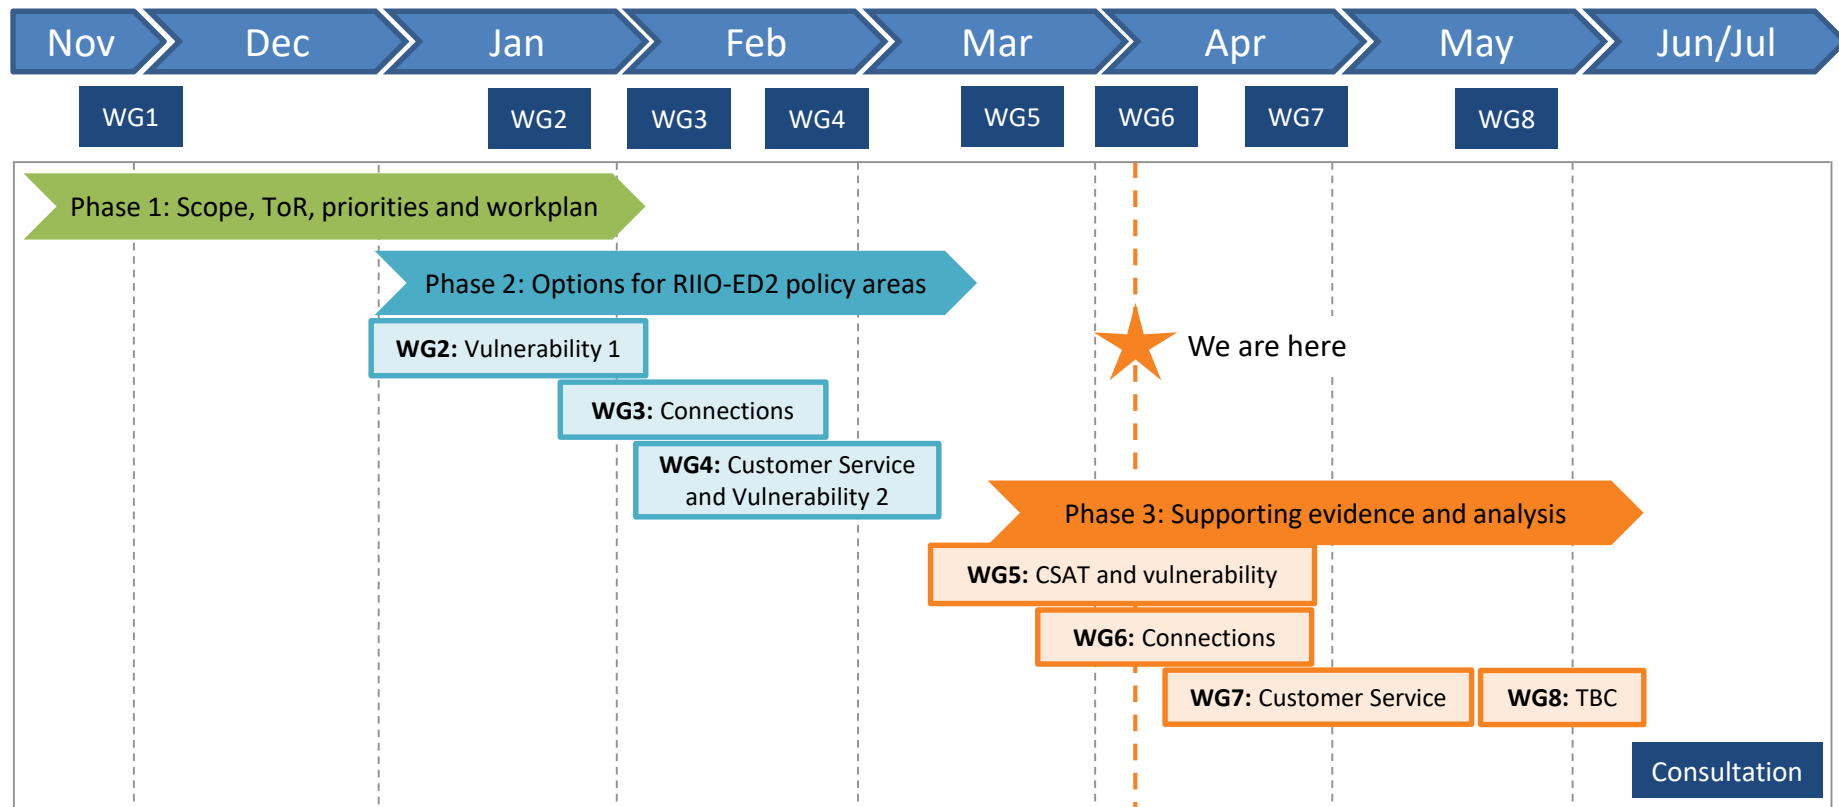 Nov Dec Jan Feb Mar Apr May Jun/Jul
WG1 WG2 WG3 WG4 WG5 WG6 WG7 WG8
Phase 1: Scope, ToR, priorities and workplan
Phase 2: Options for RIIO-ED2 policy areas
WG2: Vulnerability 1
We are here
WG3: Connections
WG4: Customer Service
and Vulnerability 2
Phase 3: Supporting evidence and analysis
WG5: CSAT and vulnerability
WG6: Connections
WG7: Customer Service
WG8: TBC
Consultation